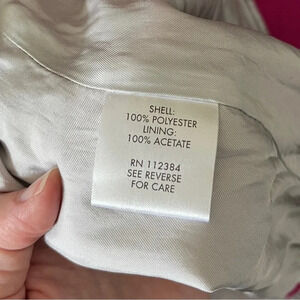 SHELL:
100% POLYESTER
LINING:
100% ACETATE
RN 112384
SEE REVERSE
FOR CARE